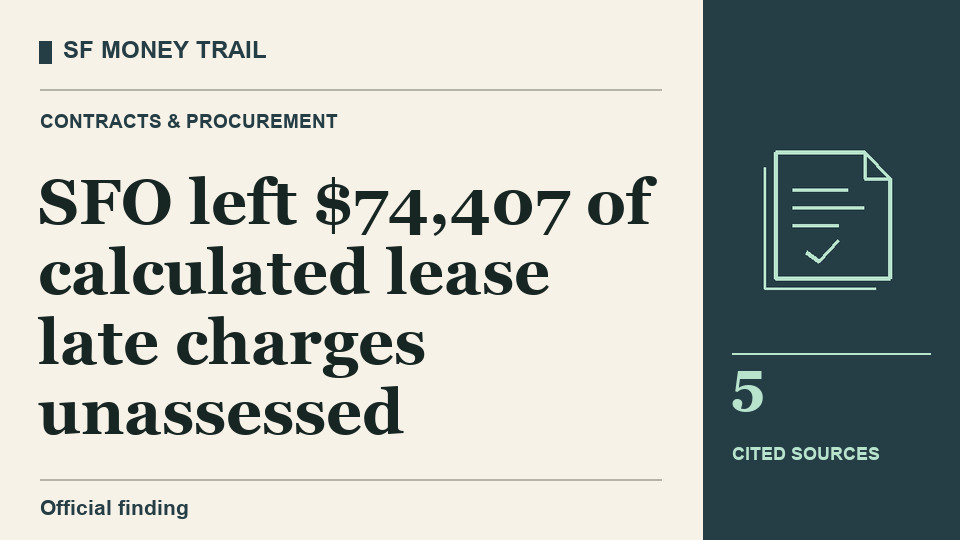 SF MONEY TRAIL
CONTRACTS & PROCUREMENT
SFO left $74,407 of
calculated lease
late charges
unassessed
Official finding
5
CITED SOURCES